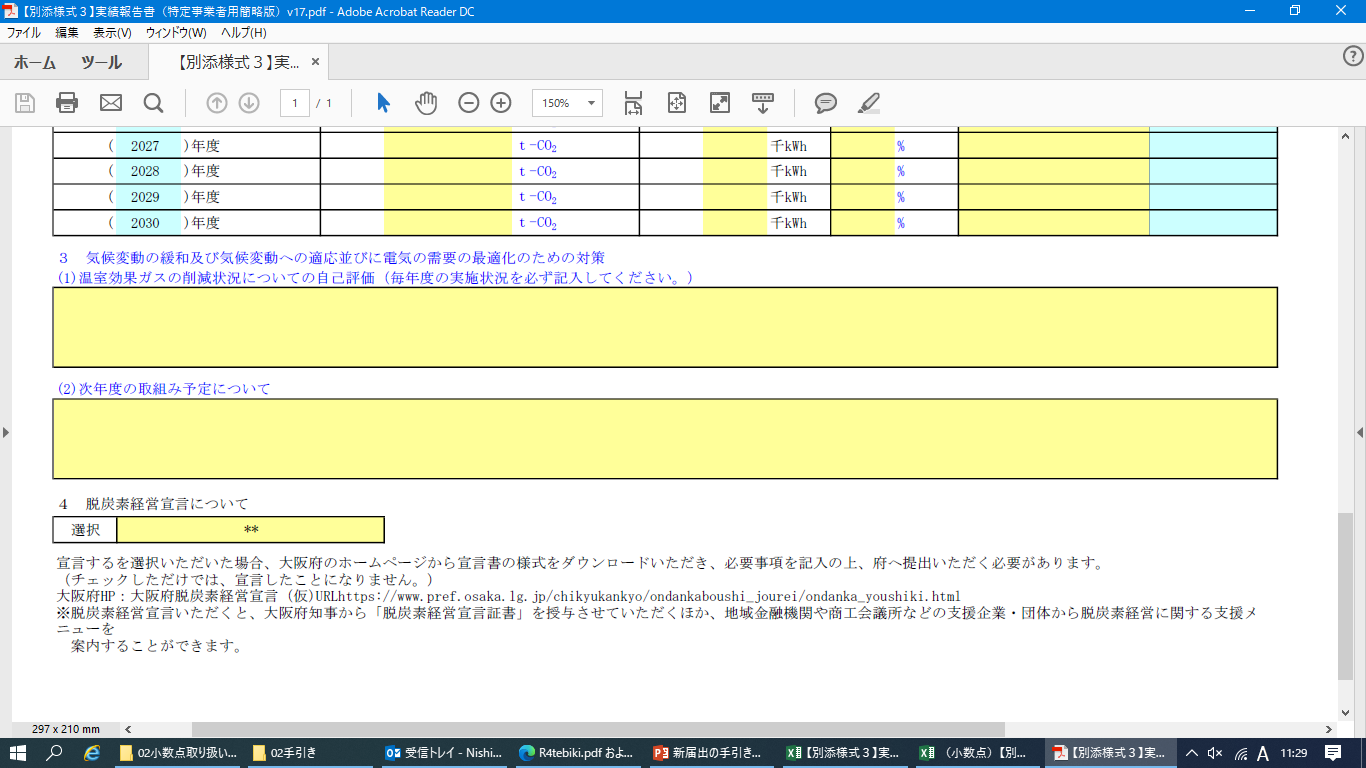 【別添様式３】実績報告書（特定事業者用簡略版）v17.pdf - Adobe Acrobat Reader DC
ファイル 編集 表示(V) ウィンドウ(W) ヘルプ(H)
ホーム ツール 【別添様式３】実... ×
1 / 1 150%
( 2027 )年度 t-CO2 千kWh %
( 2028 )年度 t-CO2 千kWh %
( 2029 )年度 t-CO2 千kWh %
( 2030 )年度 t-CO2 千kWh %
３ 気候変動の緩和及び気候変動への適応並びに電気の需要の最適化のための対策
(1)温室効果ガスの削減状況についての自己評価（毎年度の実施状況を必ず記入してください。）
(2)次年度の取組み予定について
４ 脱炭素経営宣言について
選択 **
宣言するを選択いただいた場合、大阪府のホームページから宣言書の様式をダウンロードいただき、必要事項を記入の上、府へ提出いただく必要があります。
（チェックしただけでは、宣言したことになりません。）
大阪府HP：大阪府脱炭素経営宣言（仮)URLhttps://www.pref.osaka.lg.jp/chikyukankyo/ondankaboushi_jourei/ondanka_youshiki.html
※脱炭素経営宣言いただくと、大阪府知事から「脱炭素経営宣言証書」を授与させていただくほか、地域金融機関や商工会議所などの支援企業・団体から脱炭素経営に関する支援メ
ニューを
案内することができます。
297 x 210 mm
02小数点取り扱い... 02手引き 受信トレイ - Nishi... R4tebiki.pdf およ... 新届出の手引き... 【別添様式３】実... （小数点）【別... 【別添様式３】実... A 11:29